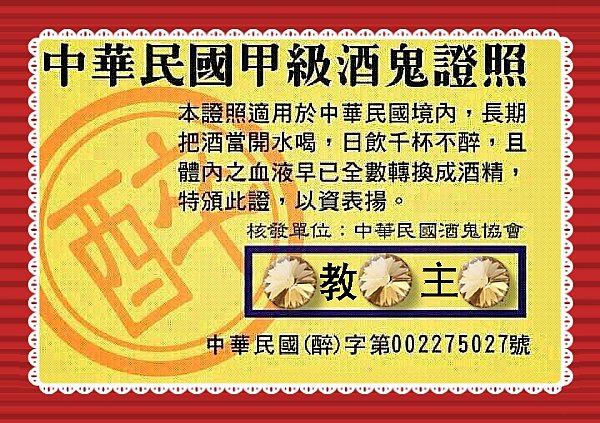 中華民國甲級酒鬼證照
本證照適用於中華民國境內，長期
把酒當開水喝，日飲千杯不醉，且
體內之血液早已全數轉換成酒精，
特頒此證，以資表揚。
核發單位：中華民國酒鬼協會
教 主
中華民國(醉)字第002275027號
醉